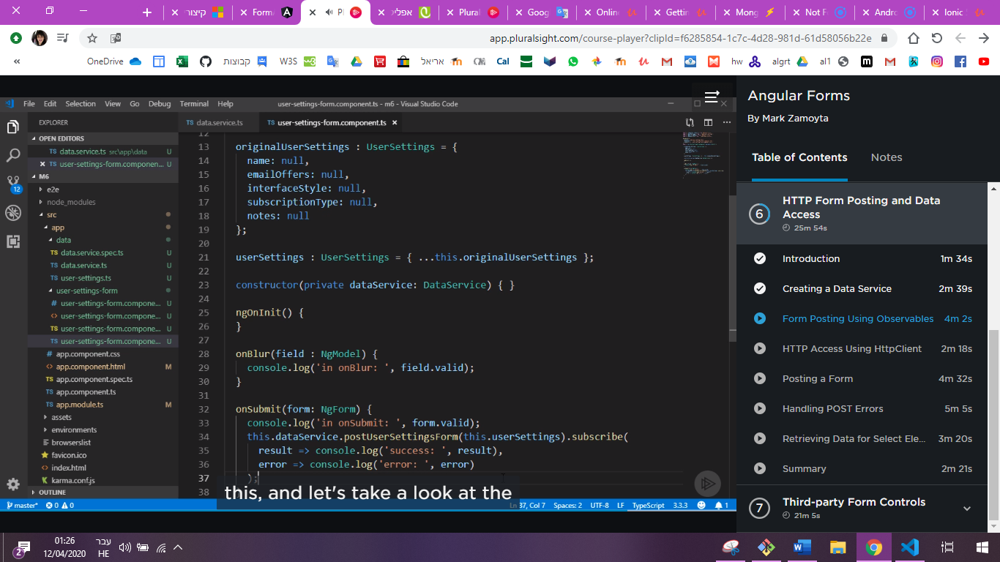 קיצור
Form
P
אפליכ
Plural
Goog
Online
Gettin
Mong
Not F
Andro
Ionic
app.pluralsight.com/course-player?clipId=f6285854-1c7c-4d28-981d-61d58056b22e
«
OneDrive
קבוצות
W3S
אריאל
Cal
hw
algrt
al1
File Edit Selection View Go Debug Terminal Help
user-settings-form.component.ts - m6 - Visual Studio Code
EXPLORER
OPEN EDITORS
TS data.service.ts src\app\data U
× TS user-settings-form.componen... U
M6
e2e
node_modules
src
app
data
TS data.service.spec.ts U
TS data.service.ts U
TS user-settings.ts U
user-settings-form
# user-settings-form.compone... U
<> user-settings-form.compone... U
TS user-settings-form.compone... U
TS user-settings-form.compone... U
# app.component.css
<> app.component.html M
TS app.component.spec.ts
TS app.component.ts
TS app.module.ts M
assets
environments
browserslist
favicon.ico
<> index.html
karma.conf.js
OUTLINE
12
TS data.service.ts
TS user-settings-form.component.ts ×
12
13 originalUserSettings : UserSettings = {
14 name: null,
15 emailOffers: null,
16 interfaceStyle: null,
17 subscriptionType: null,
18 notes: null
19 };
20
21 userSettings : UserSettings = { ...this.originalUserSettings };
22
23 constructor(private dataService: DataService) { }
24
25 ngOnInit() {
26 }
27
28 onBlur(field : NgModel) {
29 console.log('in onBlur: ', field.valid);
30 }
31
32 onSubmit(form: NgForm) {
33 console.log('in onSubmit: ', form.valid);
34 this.dataService.postUserSettingsForm(this.userSettings).subscribe(
35 result => console.log('success: ', result),
36 error => console.log('error: ', error)
37 );
38
this, and let's take a look at the
master* 0 0
Ln 37, Col 7 Spaces: 2 UTF-8 LF TypeScript 3.3.3 1
Angular Forms
By Mark Zamoyta
Table of Contents Notes
6 HTTP Form Posting and Data
Access
25m 54s
Introduction 1m 34s
Creating a Data Service 2m 39s
Form Posting Using Observables 4m 2s
HTTP Access Using HttpClient 2m 18s
Posting a Form 4m 32s
Handling POST Errors 5m 5s
Retrieving Data for Select Ele... 3m 20s
Summary 2m 21s
7 Third-party Form Controls
21m 5s
2
01:26
12/04/2020
עבר
HE